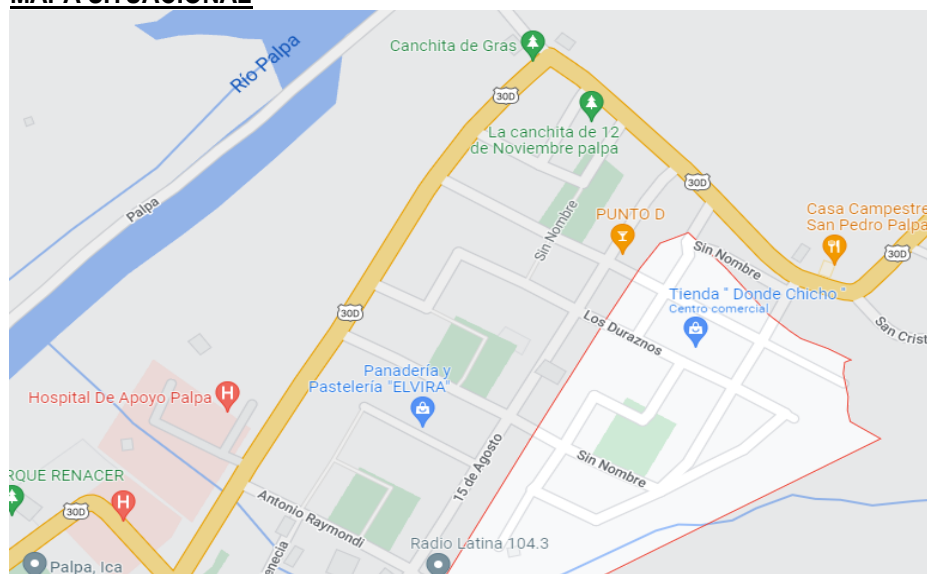 MAPA SITUACIONAL
Río Palpa
Canchita de Gras
30D
La canchita de 12
de Noviembre palpa
30D
Palpa
Sin Nombre
PUNTO D
Casa Campestre
San Pedro Palpa
Sin Nombre
30D
Tienda " Donde Chicho "
Centro comercial
30D
Los Duraznos
San Crist
Panadería y
Pastelería "ELVIRA"
Hospital De Apoyo Palpa
H
15 de Agosto
Sin Nombre
RQUE RENACER
H
30D
Antonio Raymondi
enecia
Radio Latina 104.3
Palpa, Ica